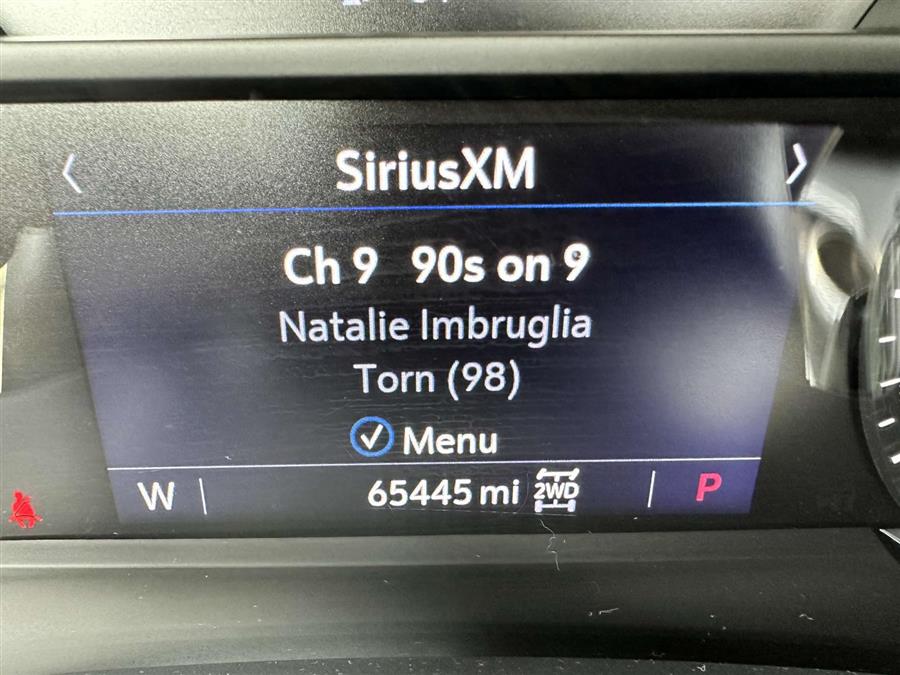 SiriusXM
Ch 9 90s on 9
Natalie Imbruglia
Torn (98)
Menu
W 65445 mi 2WD P